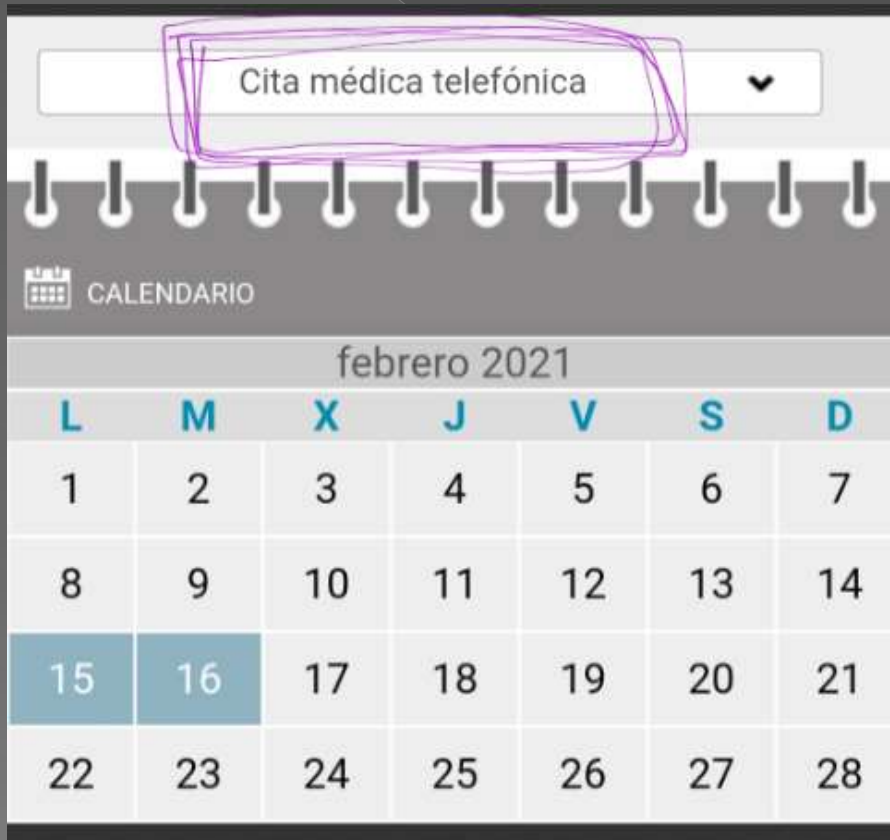 Cita médica telefónica
CALENDARIO
febrero 2021
L M X J V S D
1 2 3 4 5 6 7
8 9 10 11 12 13 14
15 16 17 18 19 20 21
22 23 24 25 26 27 28